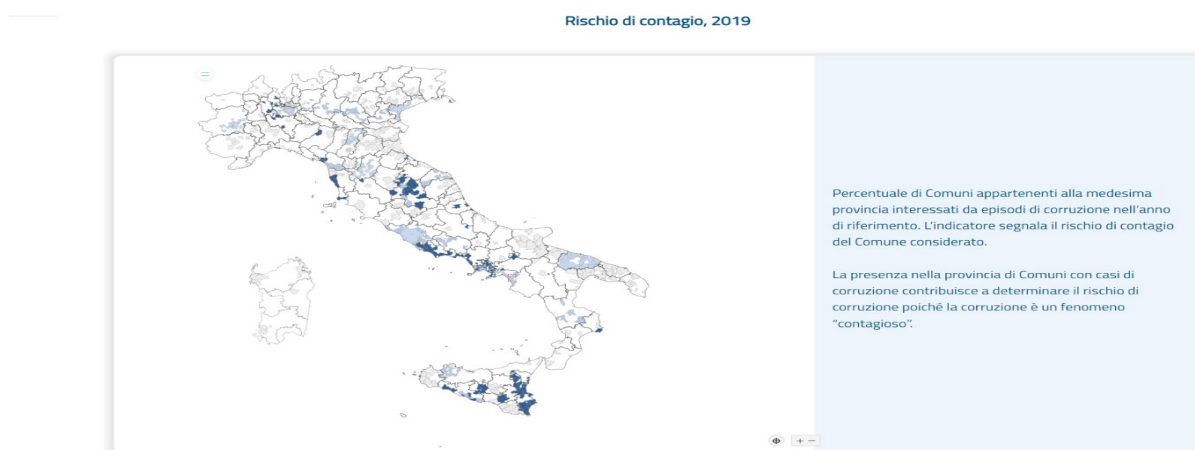 Rischio di contagio, 2019
Percentuale di Comuni appartenenti alla medesima
provincia interessati da episodi di corruzione nell'anno
di riferimento. L'indicatore segnala il rischio di contagio
del Comune considerato.
La presenza nella provincia di Comuni con casi di
corruzione contribuisce a determinare il rischio di
corruzione poiché la corruzione è un fenomeno
“contagioso”.